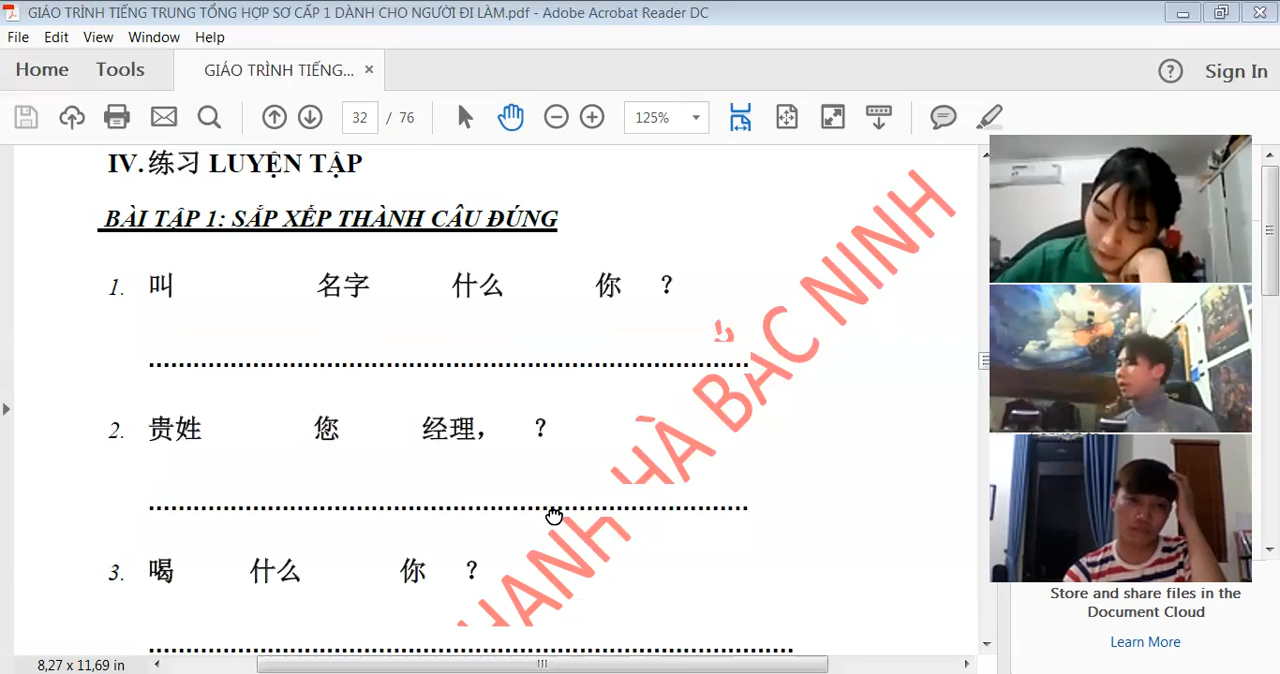 GIÁO TRÌNH TIẾNG TRUNG TỔNG HỢP SƠ CẤP 1 DÀNH CHO NGƯỜI ĐI LÀM.pdf - Adobe Acrobat Reader DC
File Edit View Window Help
Home Tools GIÁO TRÌNH TIẾNG... × Sign In
32 / 76 125%
IV. 练习 LUYỆN TẬP
BÀI TẬP 1: SẮP XẾP THÀNH CÂU ĐÚNG
1. 叫 名字 什么 你 ？
2. 贵姓 您 经理， ？
3. 喝 什么 你 ？
HÀ BẮC NINH
Store and share files in the
Document Cloud
Learn More
8,27 x 11,69 in